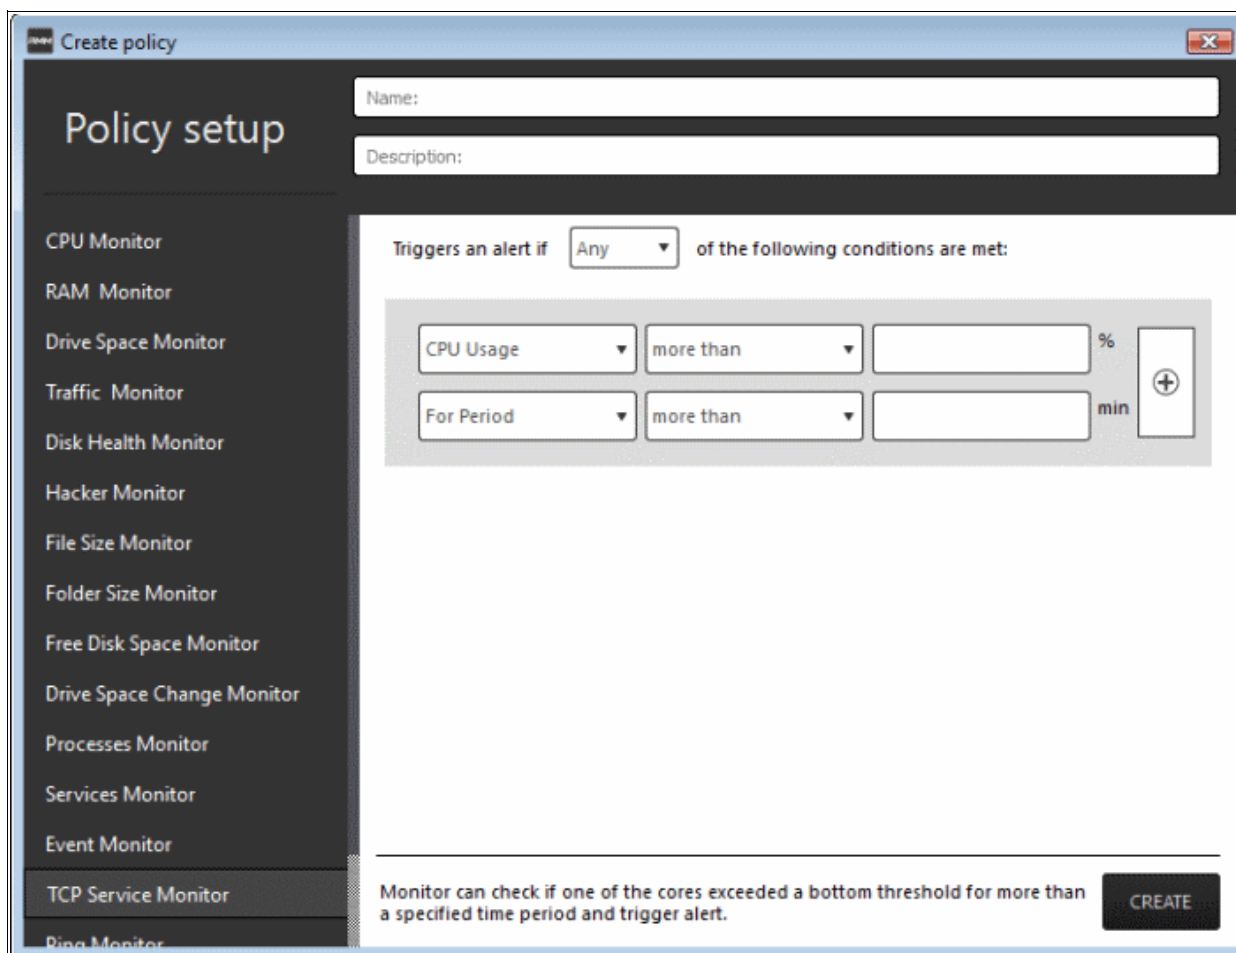 Create policy
Policy setup
Name:
Description:
CPU Monitor
RAM Monitor
Drive Space Monitor
Traffic Monitor
Disk Health Monitor
Hacker Monitor
File Size Monitor
Folder Size Monitor
Free Disk Space Monitor
Drive Space Change Monitor
Processes Monitor
Services Monitor
Event Monitor
TCP Service Monitor
Ping Monitor
Triggers an alert if Any of the following conditions are met:
CPU Usage more than %
For Period more than min
Monitor can check if one of the cores exceeded a bottom threshold for more than
a specified time period and trigger alert.
CREATE